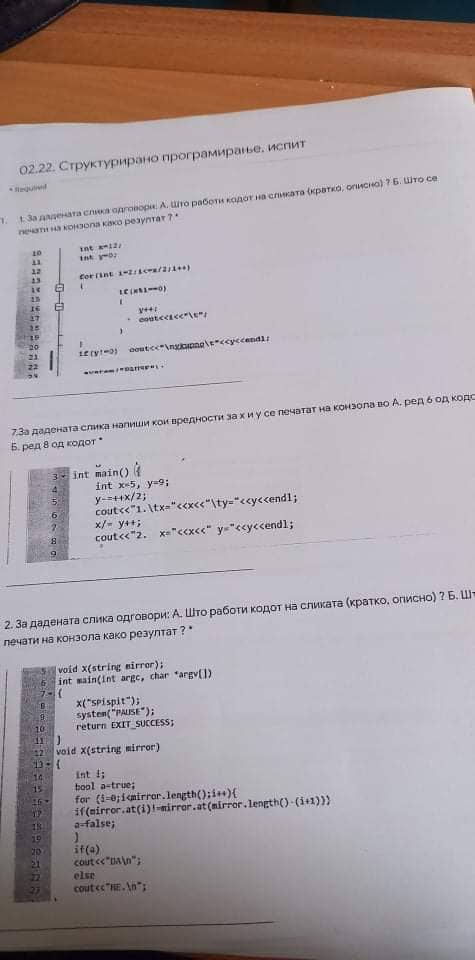 02.22. Структурирано програмирање, испит
* Required
1. 1. За дадената слика одговори: А. Што работи кодот на сликата (кратко, описно) ? Б. Што се
печати на конзола како резултат ? *
10 int x=12;
11 int y=0;
12
13 for(int i=2;i<=x/2;i++)
14 {
15 if(x%i==0)
16 {
17 y++;
18 cout<<i<<"\t";
19 }
20 }
21 if(y!=0) cout<<"\nvkupno\t"<<y<<endl;
22
23 system("PAUSE");
7.За дадената слика напиши кои вредности за x и y се печатат на конзола во А. ред 6 од кодо
Б. ред 8 од кодот *
3 int main() {
4 int x=5, y=9;
5 y-=++x/2;
6 cout<<"1.\tx="<<x<<"\ty="<<y<<endl;
7 x/= y++;
8 cout<<"2. x="<<x<<" y="<<y<<endl;
9
2. За дадената слика одговори: А. Што работи кодот на сликата (кратко, описно) ? Б. Шт
печати на конзола како резултат ? *
5 void X(string mirror);
6 int main(int argc, char *argv[])
7 {
8 X("SPispit");
9 system("PAUSE");
10 return EXIT_SUCCESS;
11 }
12 void X(string mirror)
13 {
14 int i;
15 bool a=true;
16 for (i=0;i<mirror.length();i++){
17 if(mirror.at(i)!=mirror.at(mirror.length()-(i+1)))
18 a=false;
19 }
20 if(a)
21 cout<<"DA\n";
22 else
23 cout<<"NE.\n";